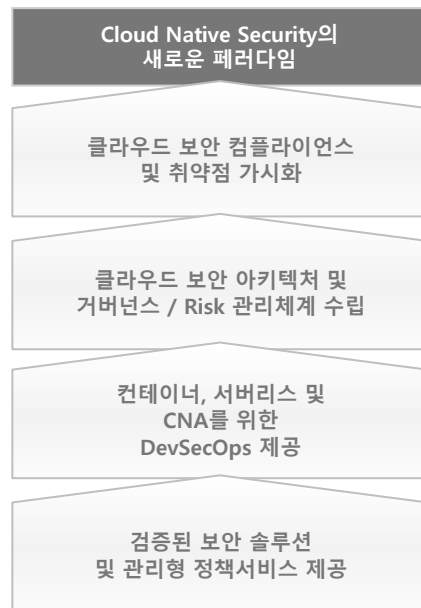 Cloud Native Security의
새로운 페러다임
클라우드 보안 컴플라이언스
및 취약점 가시화
클라우드 보안 아키텍처 및
거버넌스 / Risk 관리체계 수립
컨테이너, 서버리스 및
CNA를 위한
DevSecOps 제공
검증된 보안 솔루션
및 관리형 정책서비스 제공